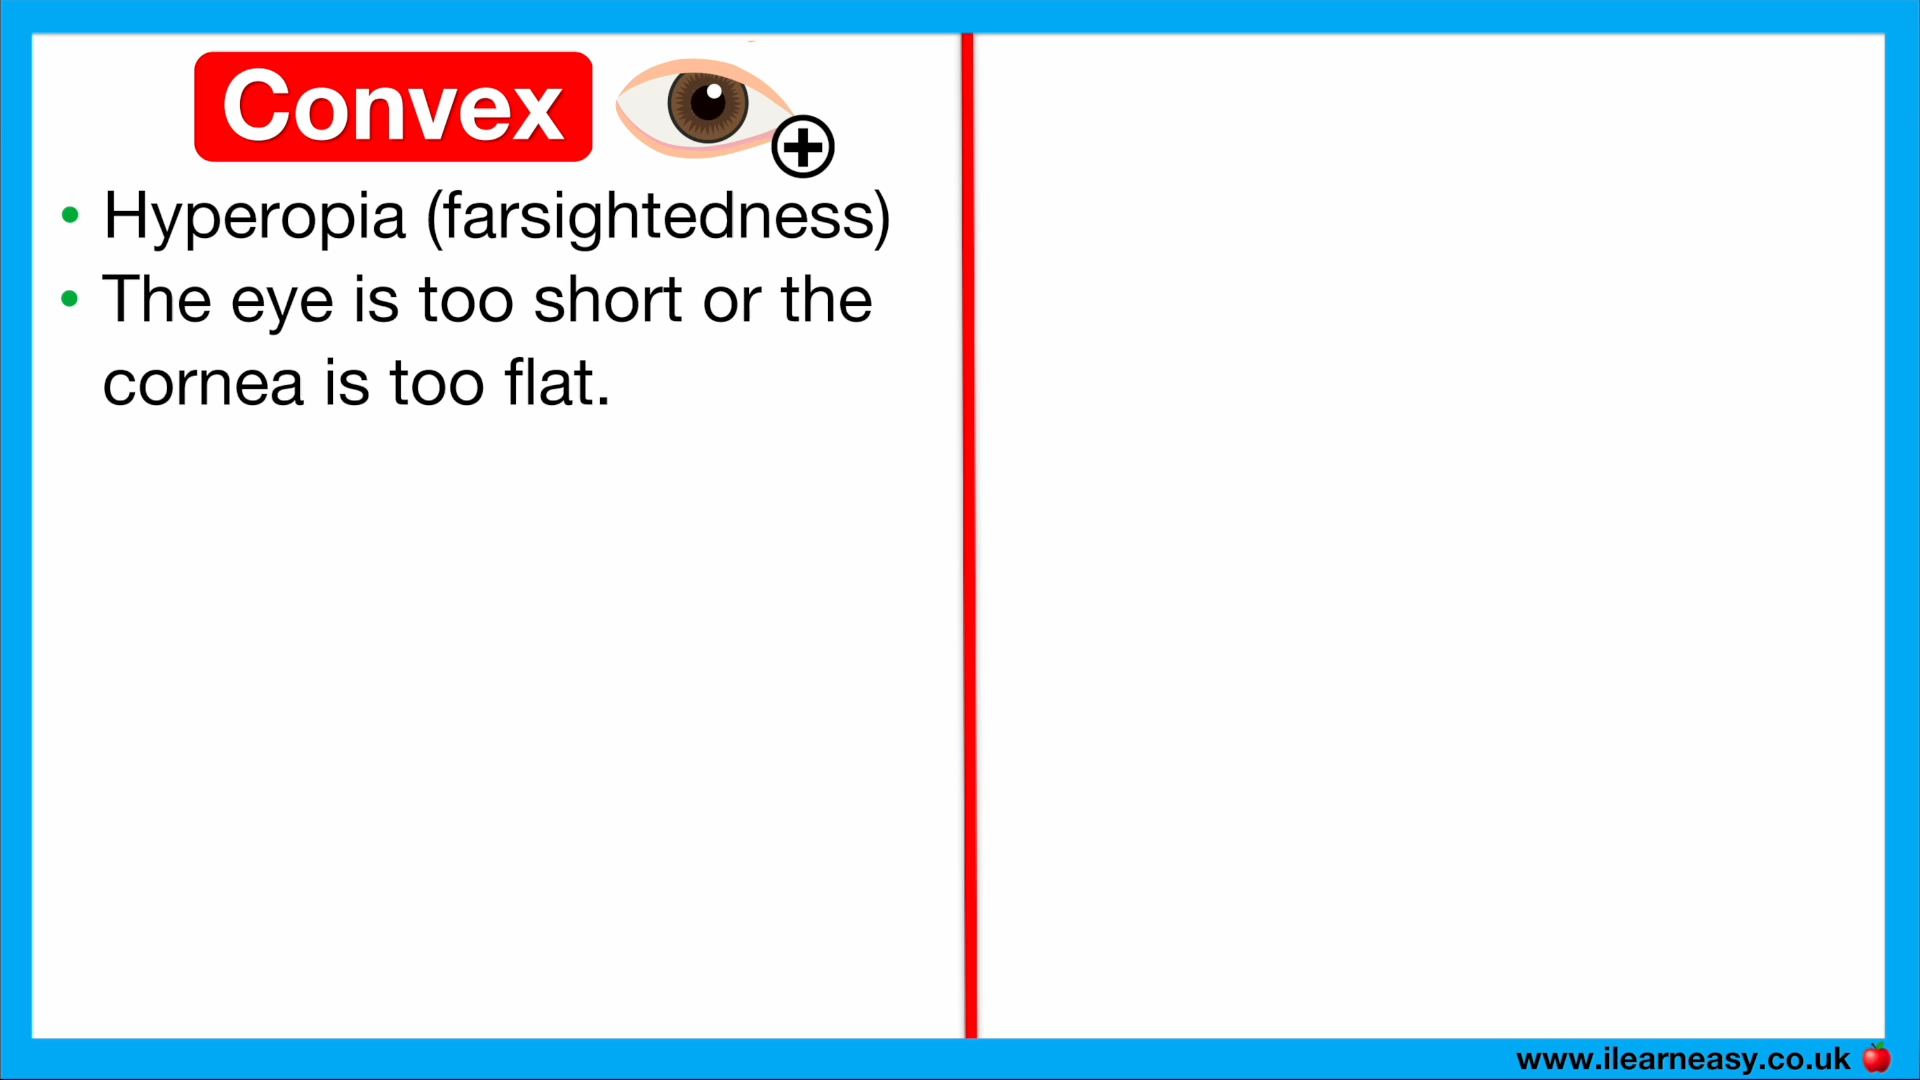 Convex
• Hyperopia (farsightedness)
• The eye is too short or the
cornea is too flat.
www.ilearneasy.co.uk